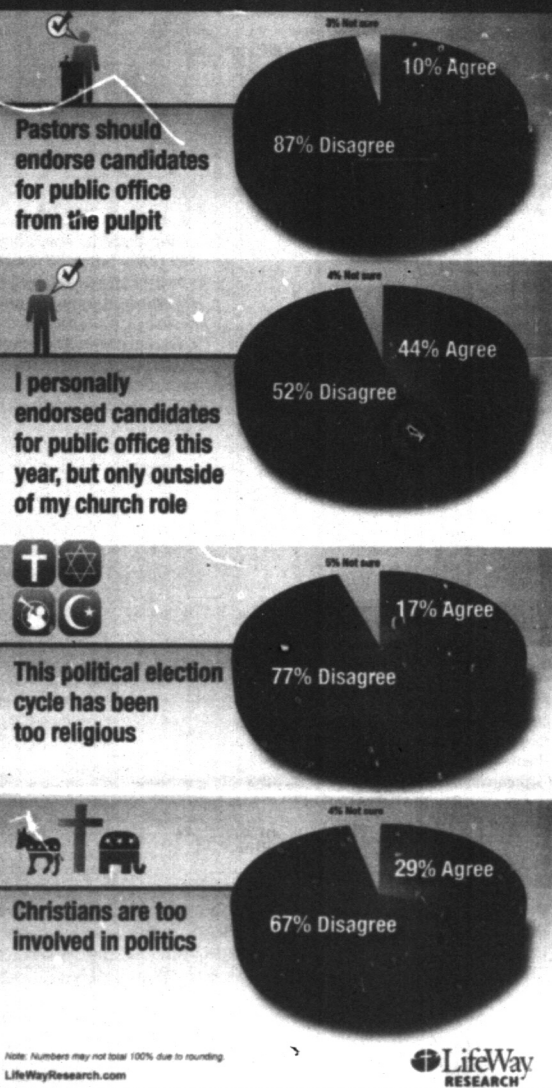 3% Not sure
10% Agree
87% Disagree
Pastors should
endorse candidates
for public office
from the pulpit
4% Not sure
44% Agree
52% Disagree
I personally
endorsed candidates
for public office this
year, but only outside
of my church role
5% Not sure
17% Agree
77% Disagree
This political election
cycle has been
too religious
4% Not sure
29% Agree
67% Disagree
Christians are too
involved in politics
Note: Numbers may not total 100% due to rounding.
LifeWayResearch.com
LifeWay
RESEARCH